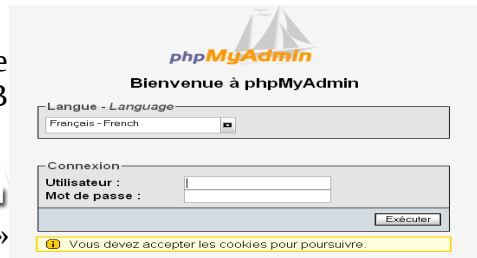 phpMyAdmin
Bienvenue à phpMyAdmin
Langue - Language
Français - French
Connexion
Utilisateur :
Mot de passe :
Exécuter
Vous devez accepter les cookies pour poursuivre.
e
B
»